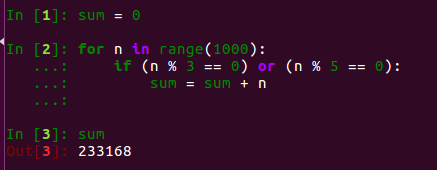 In [1]: sum = 0
In [2]: for n in range(1000):
   ...:     if (n % 3 == 0) or (n % 5 == 0):
   ...:         sum = sum + n
   ...:
In [3]: sum
Out[3]: 233168